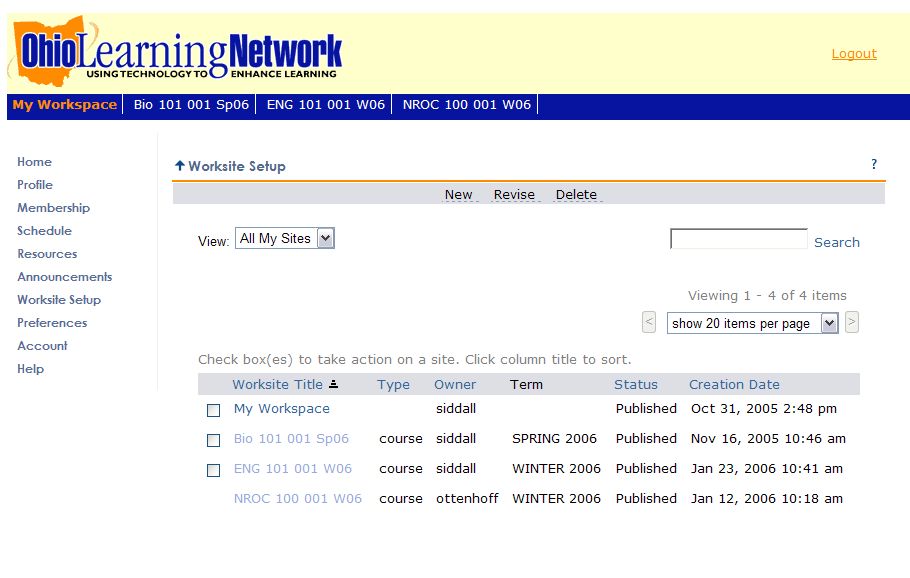 OhioLearningNetwork
USING TECHNOLOGY TO ENHANCE LEARNING
Logout
My Workspace Bio 101 001 Sp06 ENG 101 001 W06 NROC 100 001 W06
Home
Profile
Membership
Schedule
Resources
Announcements
Worksite Setup
Preferences
Account
Help
Worksite Setup ?
New Revise Delete
View: All My Sites Search
Viewing 1 - 4 of 4 items
< show 20 items per page >
Check box(es) to take action on a site. Click column title to sort.
Worksite Title Type Owner Term Status Creation Date
My Workspace siddall Published Oct 31, 2005 2:48 pm
Bio 101 001 Sp06 course siddall SPRING 2006 Published Nov 16, 2005 10:46 am
ENG 101 001 W06 course siddall WINTER 2006 Published Jan 23, 2006 10:41 am
NROC 100 001 W06 course ottenhoff WINTER 2006 Published Jan 12, 2006 10:18 am